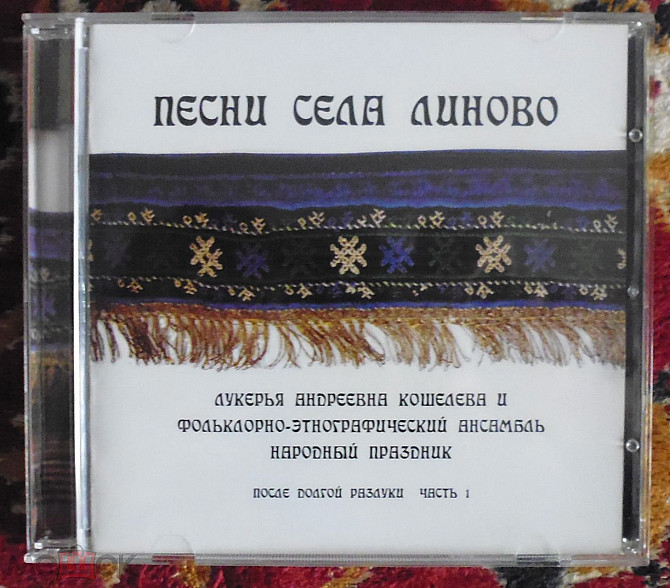 ПЕСНИ СЕЛА ЛИНОВО
ЛУКЕРЬЯ АНДРЕЕВНА КОШЕЛЕВА И
ФОЛЬКЛОРНО-ЭТНОГРАФИЧЕСКИЙ АНСАМБЛЬ
НАРОДНЫЙ ПРАЗДНИК
ПОСЛЕ ДОЛГОЙ РАЗЛУКИ ЧАСТЬ 1